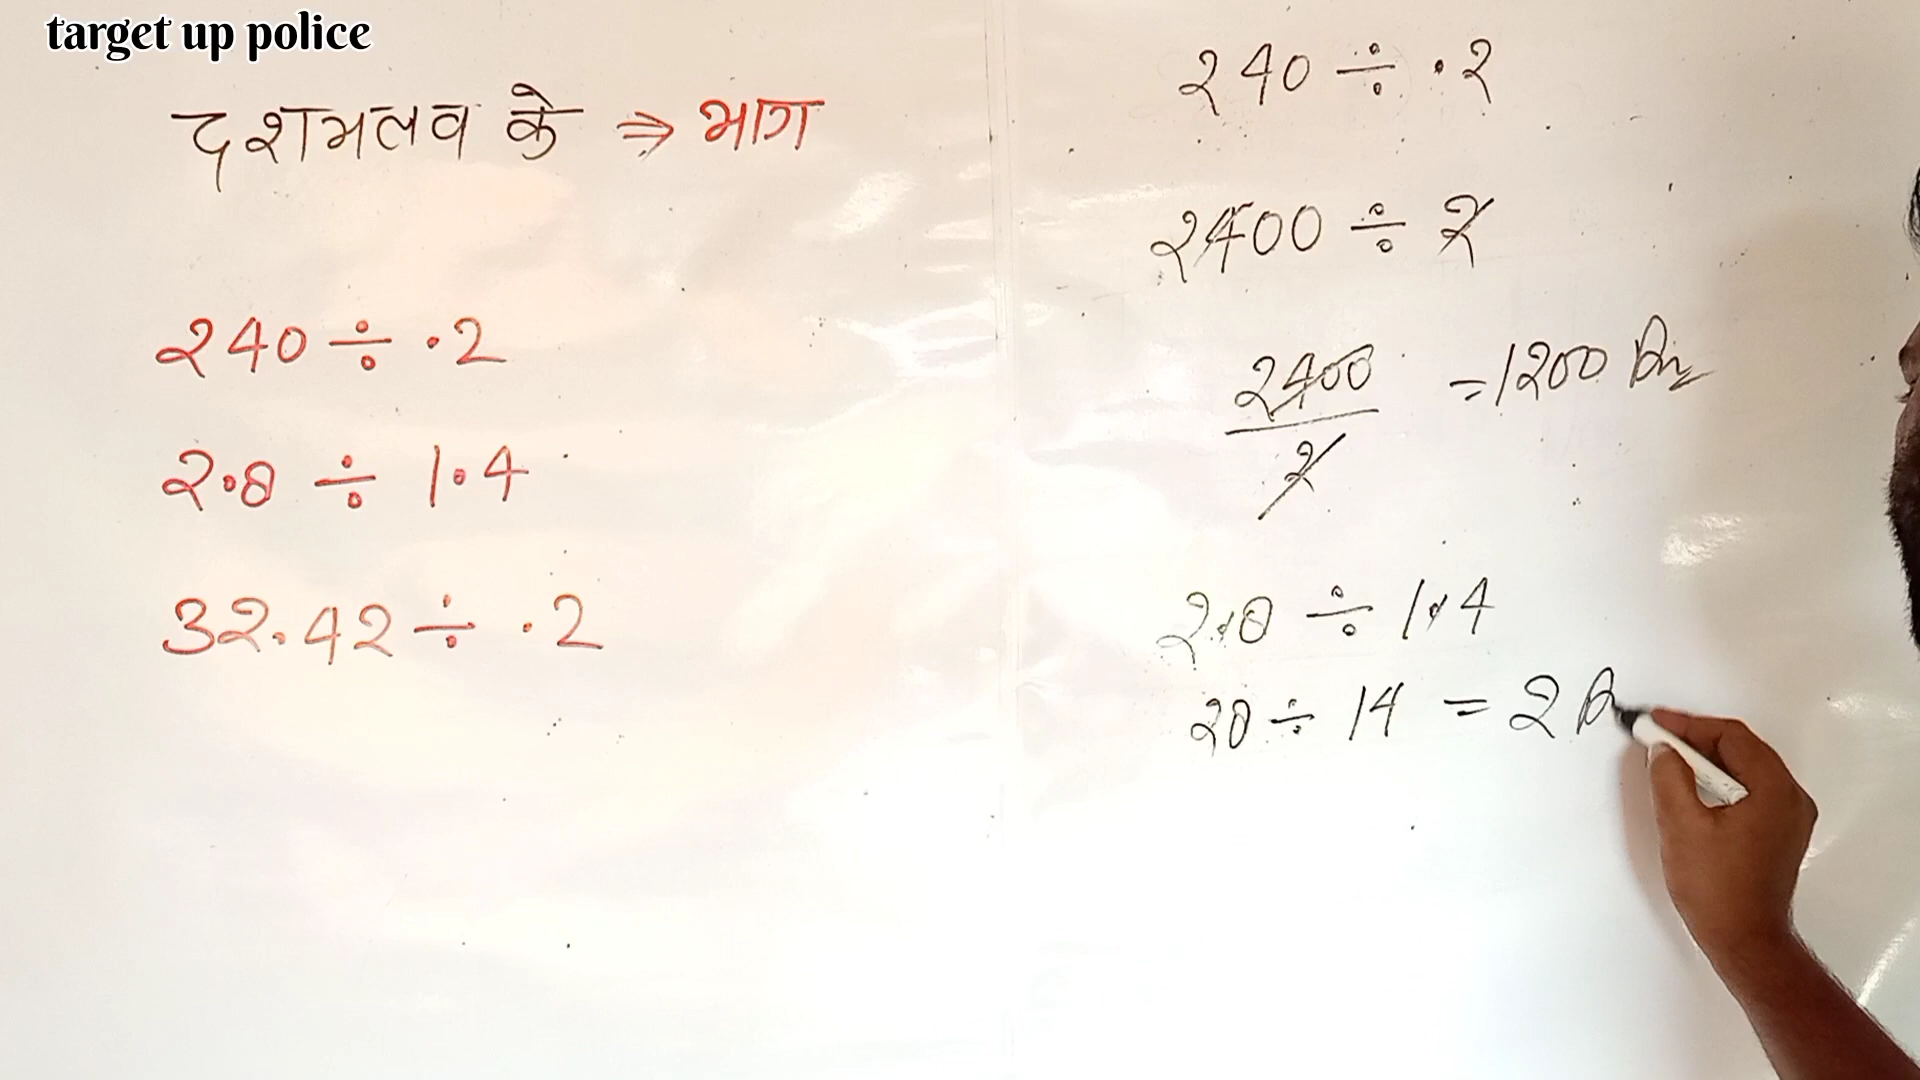 target up police
दशमलव के ⇒ भाग
240 ÷ .2
2.8 ÷ 1.4
32.42 ÷ .2
240 ÷ .2
2400 ÷ 2
2400
2
=1200 Ans
2.8 ÷ 1.4
28 ÷ 14 = 2